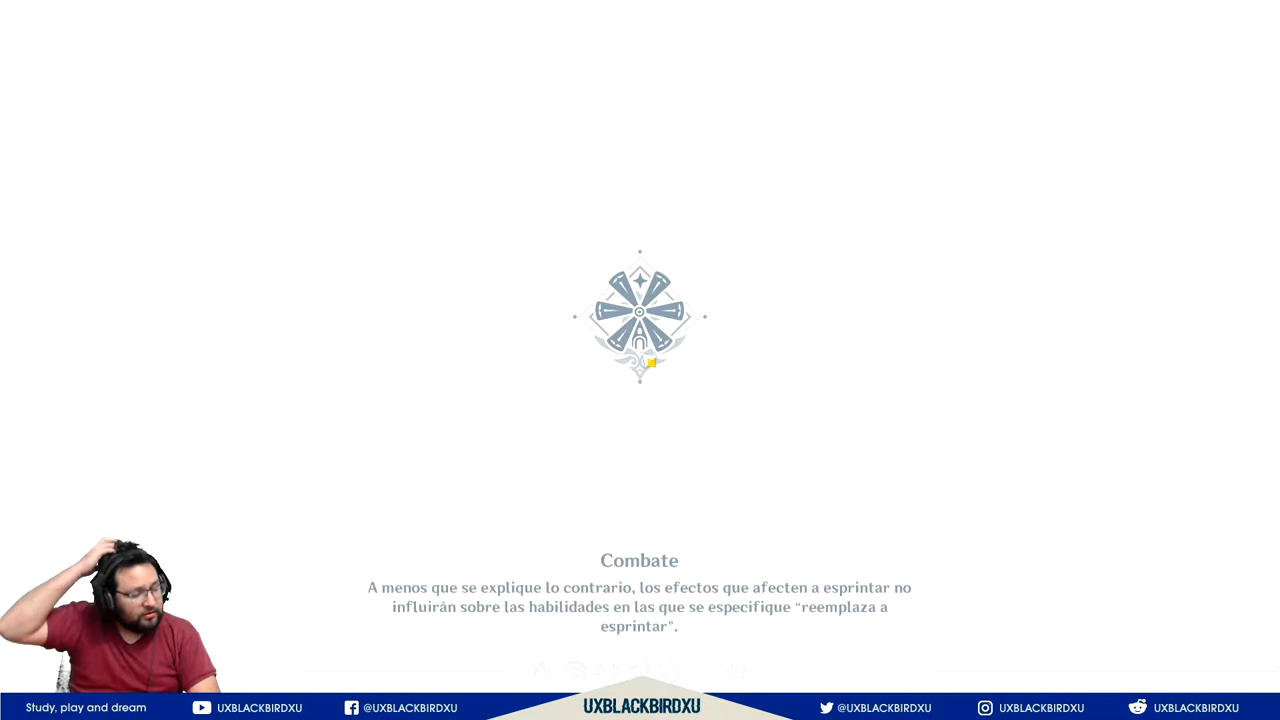 Combate
A menos que se explique lo contrario, los efectos que afecten a esprintar no
influirán sobre las habilidades en las que se especifique “reemplaza a
esprintar”.
Study, play and dream
UXBLACKBIRDXU
@UXBLACKBIRDXU
UXBLACKBIRDXU
@UXBLACKBIRDXU
UXBLACKBIRDXU
UXBLACKBIRDXU